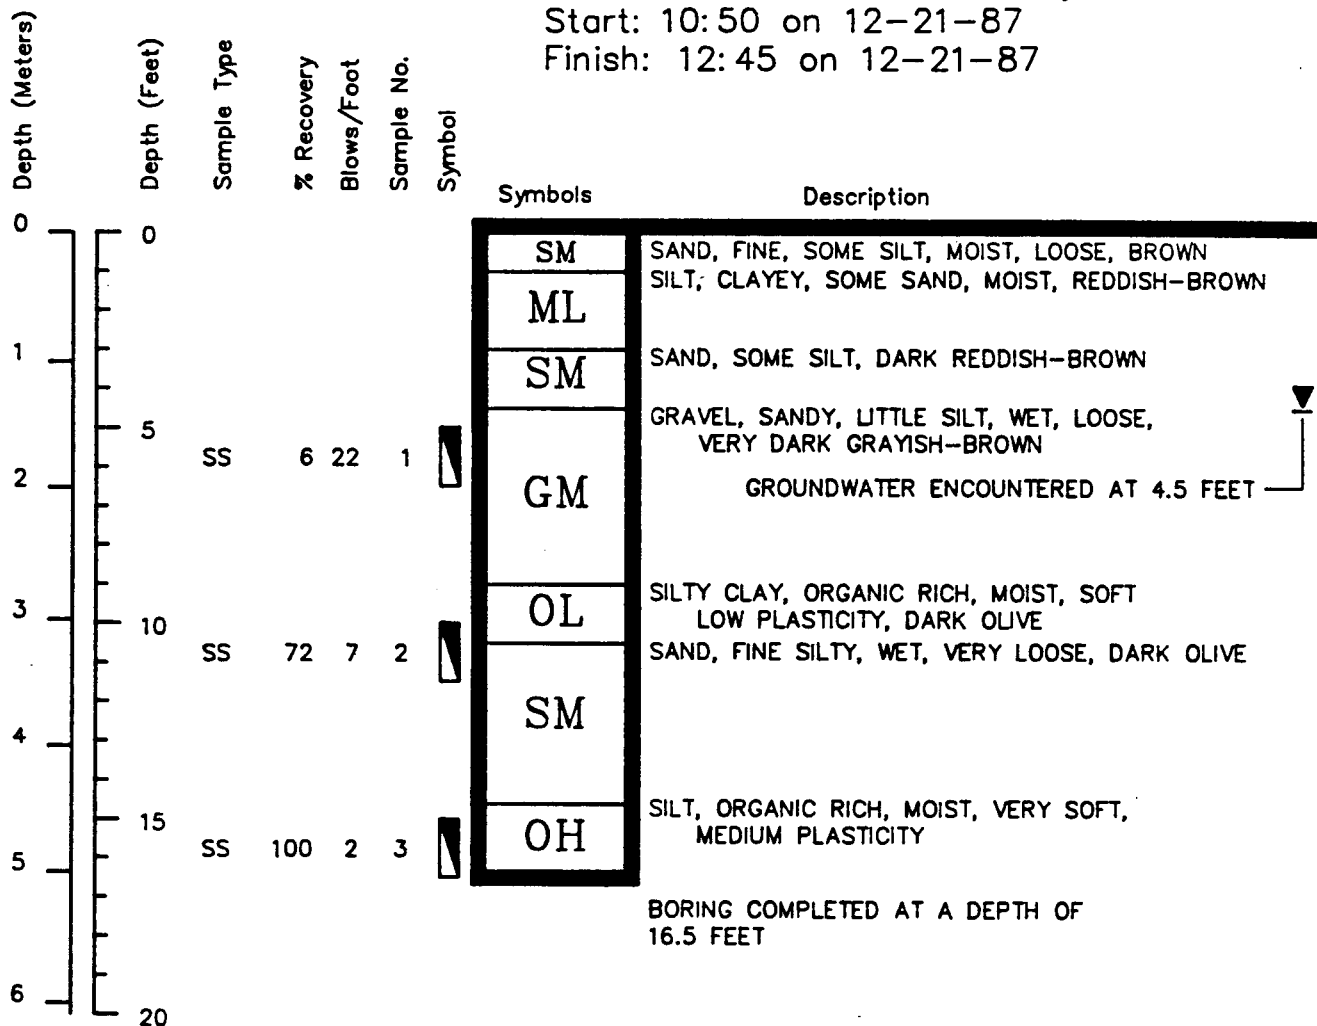 Start: 10:50 on 12-21-87
Finish: 12:45 on 12-21-87
Depth (Meters)
Depth (Feet)
Sample Type
% Recovery
Blows/Foot
Sample No.
Symbol
Symbols Description
0 0
SM SAND, FINE, SOME SILT, MOIST, LOOSE, BROWN
ML SILT, CLAYEY, SOME SAND, MOIST, REDDISH-BROWN
1 SM SAND, SOME SILT, DARK REDDISH-BROWN
GRAVEL, SANDY, LITTLE SILT, WET, LOOSE,
5 VERY DARK GRAYISH-BROWN
SS 6 22 1
2 GM GROUNDWATER ENCOUNTERED AT 4.5 FEET
3 OL SILTY CLAY, ORGANIC RICH, MOIST, SOFT
10 LOW PLASTICITY, DARK OLIVE
SS 72 7 2 SAND, FINE SILTY, WET, VERY LOOSE, DARK OLIVE
4 SM
15 SILT, ORGANIC RICH, MOIST, VERY SOFT,
OH MEDIUM PLASTICITY
5 SS 100 2 3
BORING COMPLETED AT A DEPTH OF
16.5 FEET
6
20